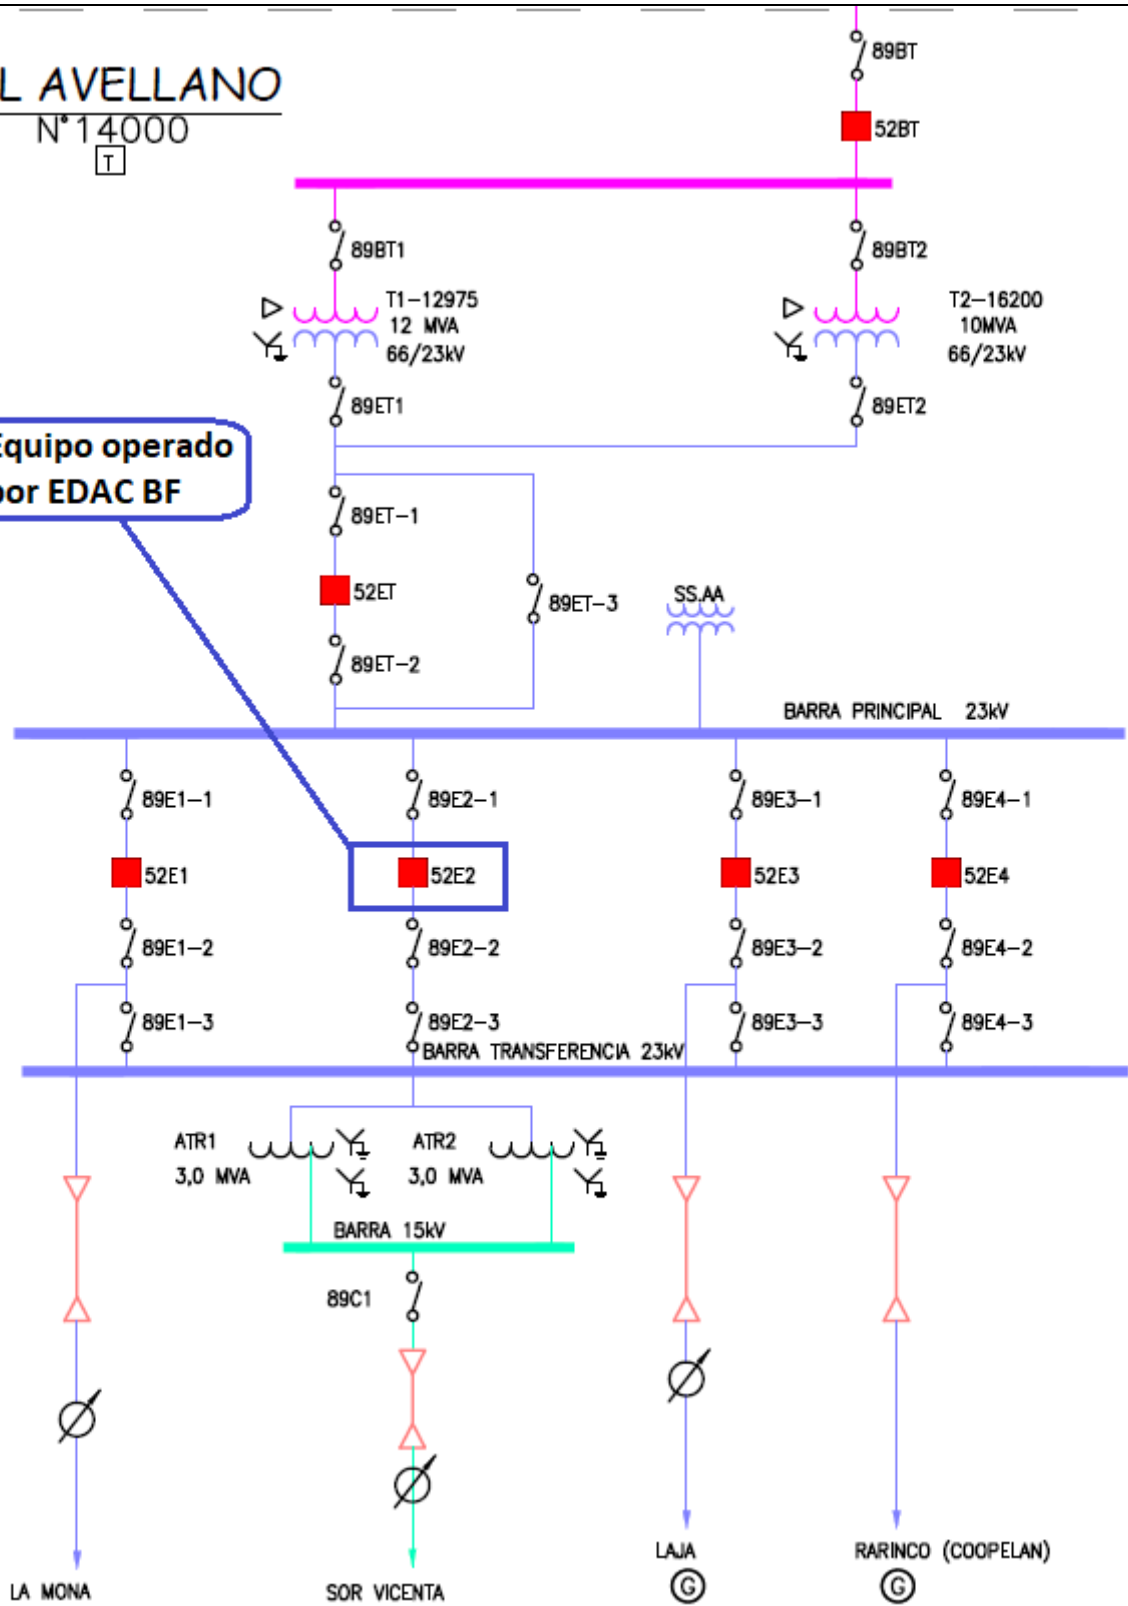 89BT
L AVELLANO
N°14000
T
52BT
89BT1
89BT2
T1-12975
12 MVA
66/23kV
T2-16200
10MVA
66/23kV
89ET1
89ET2
Equipo operado
por EDAC BF
89ET-1
52ET
89ET-3
SS.AA
89ET-2
BARRA PRINCIPAL 23kV
89E1-1
89E2-1
89E3-1
89E4-1
52E1
52E2
52E3
52E4
89E1-2
89E2-2
89E3-2
89E4-2
89E1-3
89E2-3
89E3-3
89E4-3
BARRA TRANSFERENCIA 23kV
ATR1
3,0 MVA
ATR2
3,0 MVA
BARRA 15kV
89C1
LA MONA
SOR VICENTA
LAJA
G
RARINCO (COOPELAN)
G